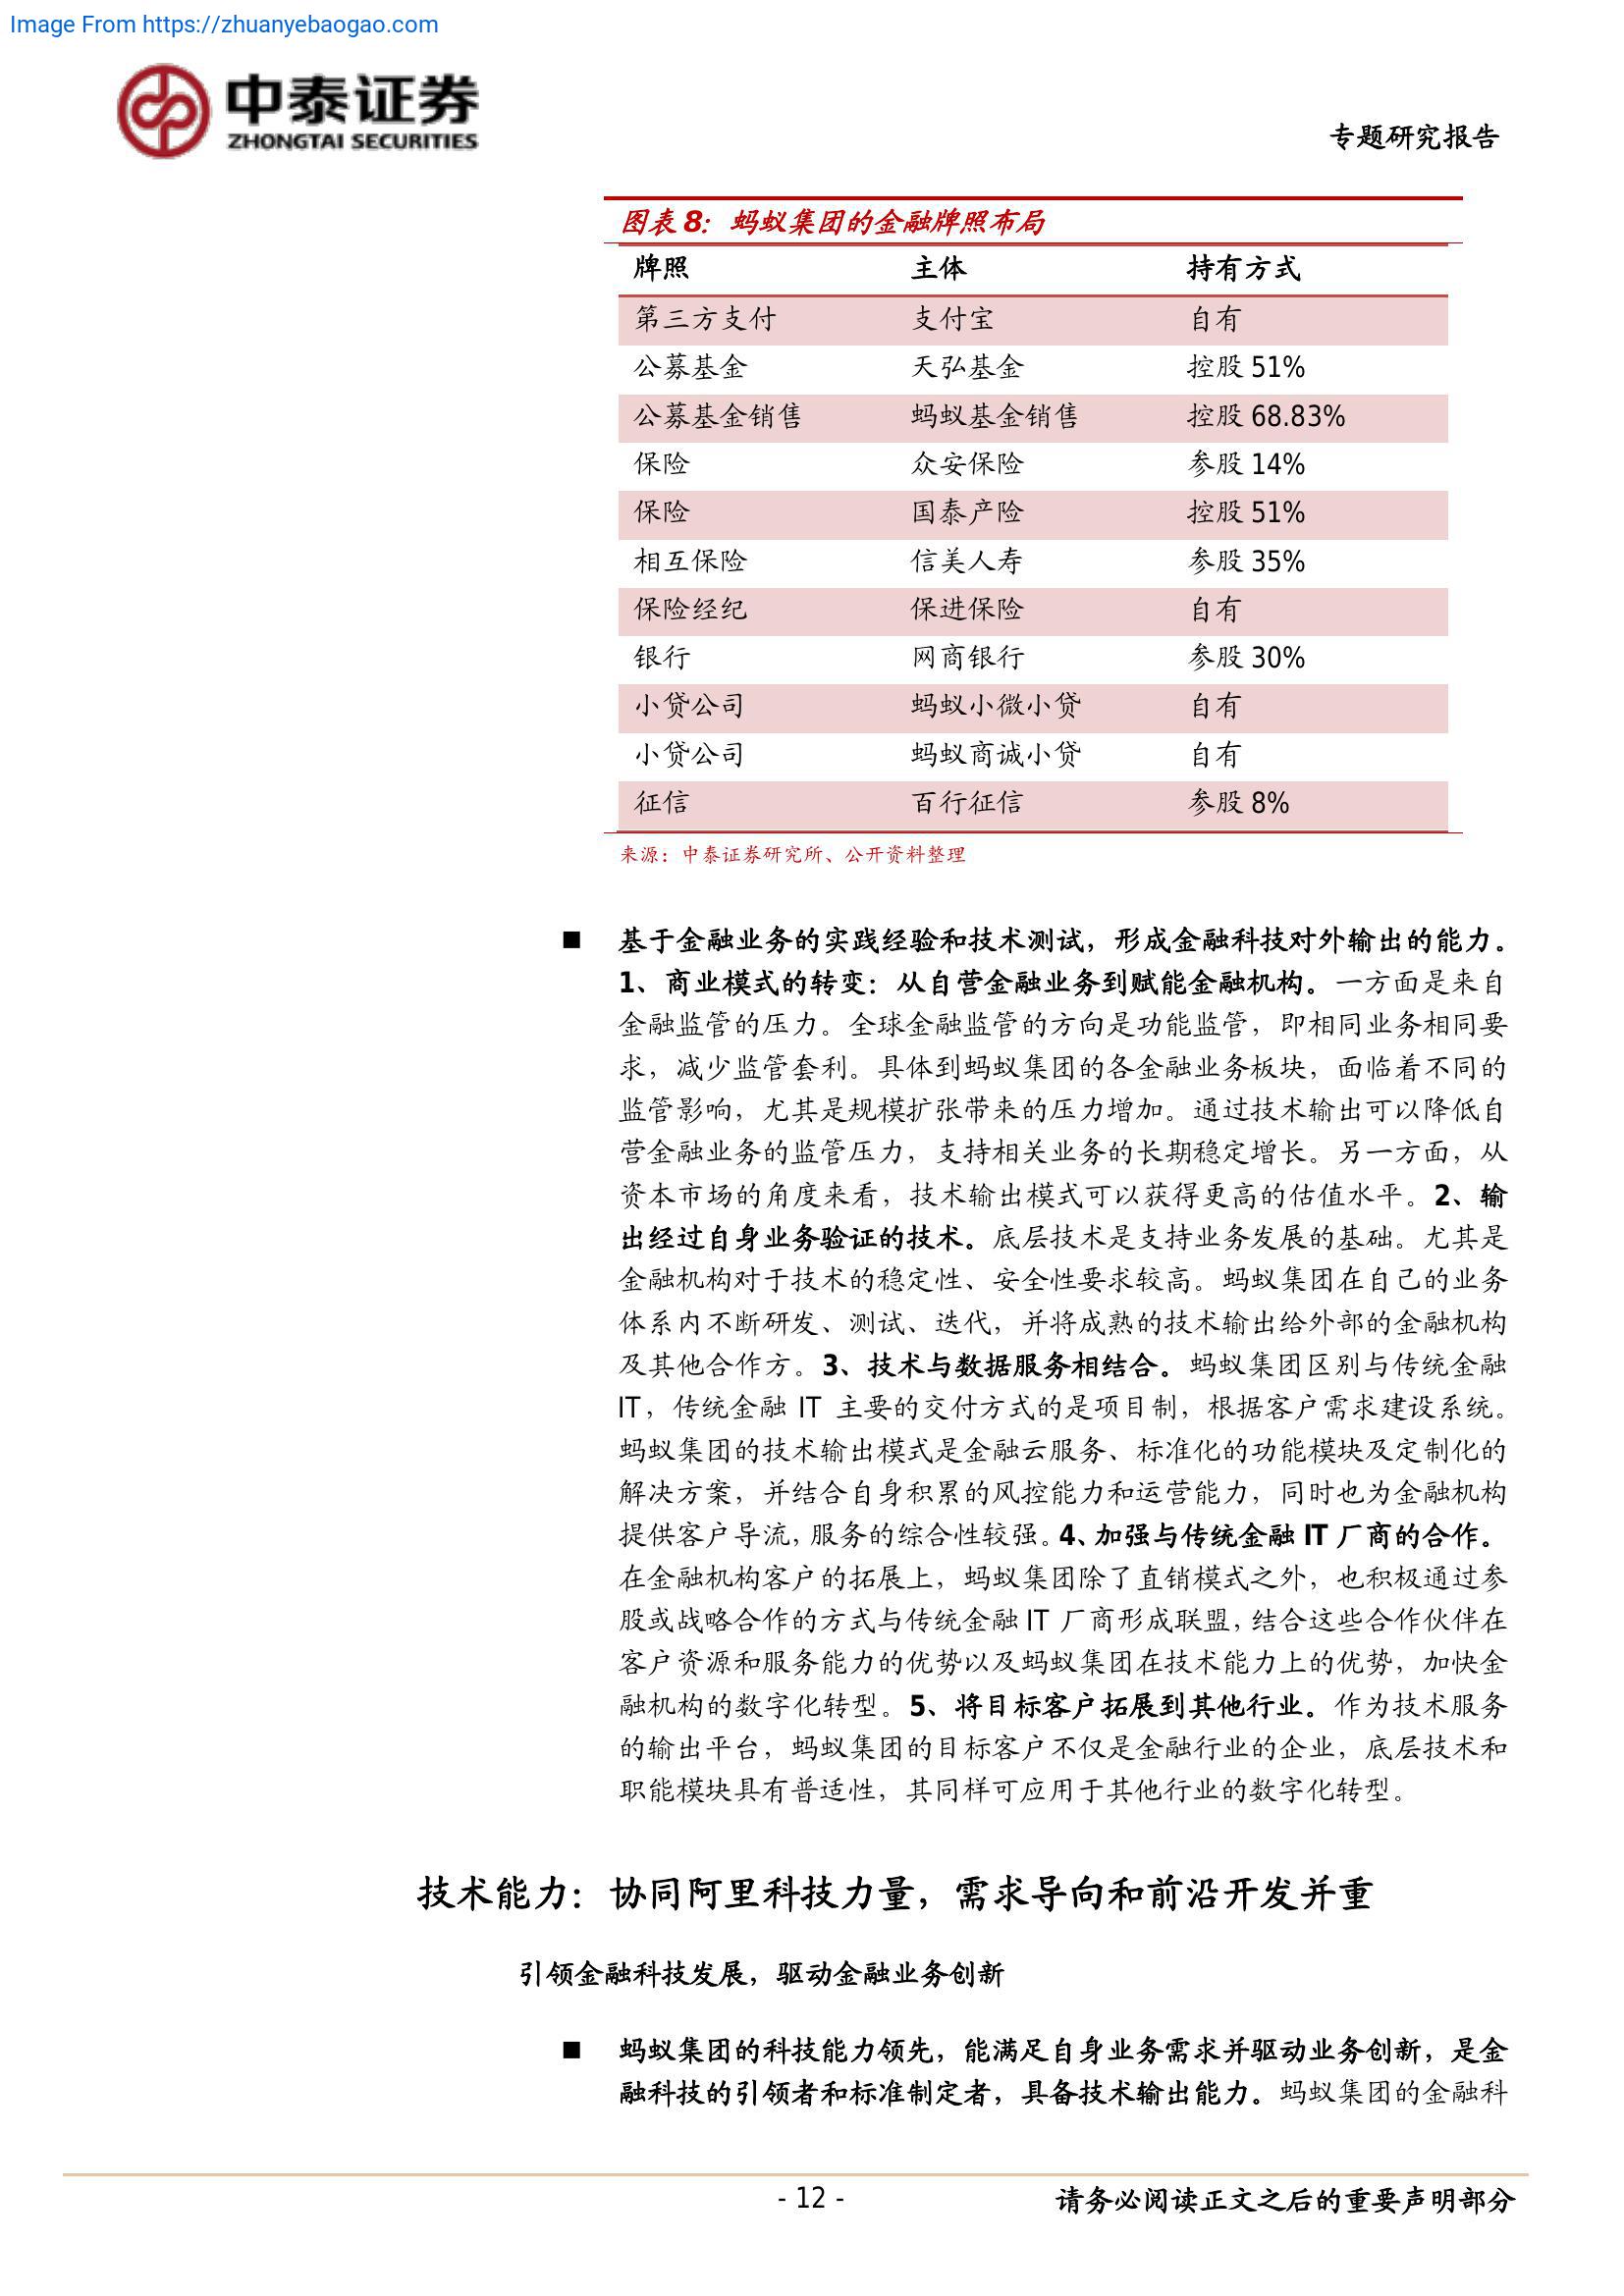 Image From https://zhuanyebaogao.com
中泰证券
ZHONGTAI SECURITIES
专题研究报告
图表 8：蚂蚁集团的金融牌照布局
牌照 主体 持有方式
第三方支付 支付宝 自有
公募基金 天弘基金 控股 51%
公募基金销售 蚂蚁基金销售 控股 68.83%
保险 众安保险 参股 14%
保险 国泰产险 控股 51%
相互保险 信美人寿 参股 35%
保险经纪 保进保险 自有
银行 网商银行 参股 30%
小贷公司 蚂蚁小微小贷 自有
小贷公司 蚂蚁商诚小贷 自有
征信 百行征信 参股 8%
来源：中泰证券研究所、公开资料整理
■ 基于金融业务的实践经验和技术测试，形成金融科技对外输出的能力。
1、商业模式的转变：从自营金融业务到赋能金融机构。一方面是来自
金融监管的压力。全球金融监管的方向是功能监管，即相同业务相同要
求，减少监管套利。具体到蚂蚁集团的各金融业务板块，面临着不同的
监管影响，尤其是规模扩张带来的压力增加。通过技术输出可以降低自
营金融业务的监管压力，支持相关业务的长期稳定增长。另一方面，从
资本市场的角度来看，技术输出模式可以获得更高的估值水平。2、输
出经过自身业务验证的技术。底层技术是支持业务发展的基础。尤其是
金融机构对于技术的稳定性、安全性要求较高。蚂蚁集团在自己的业务
体系内不断研发、测试、迭代，并将成熟的技术输出给外部的金融机构
及其他合作方。3、技术与数据服务相结合。蚂蚁集团区别与传统金融
IT，传统金融 IT 主要的交付方式的是项目制，根据客户需求建设系统。
蚂蚁集团的技术输出模式是金融云服务、标准化的功能模块及定制化的
解决方案，并结合自身积累的风控能力和运营能力，同时也为金融机构
提供客户导流，服务的综合性较强。4、加强与传统金融 IT 厂商的合作。
在金融机构客户的拓展上，蚂蚁集团除了直销模式之外，也积极通过参
股或战略合作的方式与传统金融 IT 厂商形成联盟，结合这些合作伙伴在
客户资源和服务能力的优势以及蚂蚁集团在技术能力上的优势，加快金
融机构的数字化转型。5、将目标客户拓展到其他行业。作为技术服务
的输出平台，蚂蚁集团的目标客户不仅是金融行业的企业，底层技术和
职能模块具有普适性，其同样可应用于其他行业的数字化转型。
技术能力：协同阿里科技力量，需求导向和前沿开发并重
引领金融科技发展，驱动金融业务创新
■ 蚂蚁集团的科技能力领先，能满足自身业务需求并驱动业务创新，是金
融科技的引领者和标准制定者，具备技术输出能力。蚂蚁集团的金融科
- 12 -
请务必阅读正文之后的重要声明部分